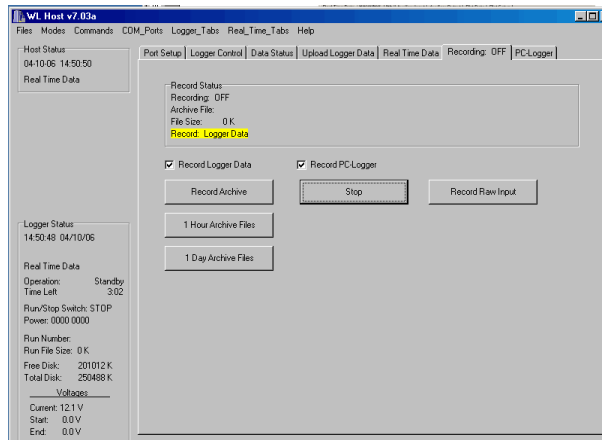 WL Host v7.03a
Files Modes Commands COM_Ports Logger_Tabs Real_Time_Tabs Help
Host Status
04-10-06 14:50:50
Real Time Data
Port Setup Logger Control Data Status Upload Logger Data Real Time Data Recording: OFF PC-Logger
Record Status
Recording: OFF
Archive File:
File Size: 0 K
Record: Logger Data
Record Logger Data Record PC-Logger
Record Archive Stop Record Raw Input
1 Hour Archive Files
1 Day Archive Files
Logger Status
14:50:48 04/10/06
Real Time Data
Operation: Standby
Time Left 3:02
Run/Stop Switch: STOP
Power: 0000 0000
Run Number:
Run File Size: 0 K
Free Disk: 201012 K
Total Disk: 250488 K
Voltages
Current: 12.1 V
Start: 0.0 V
End: 0.0 V